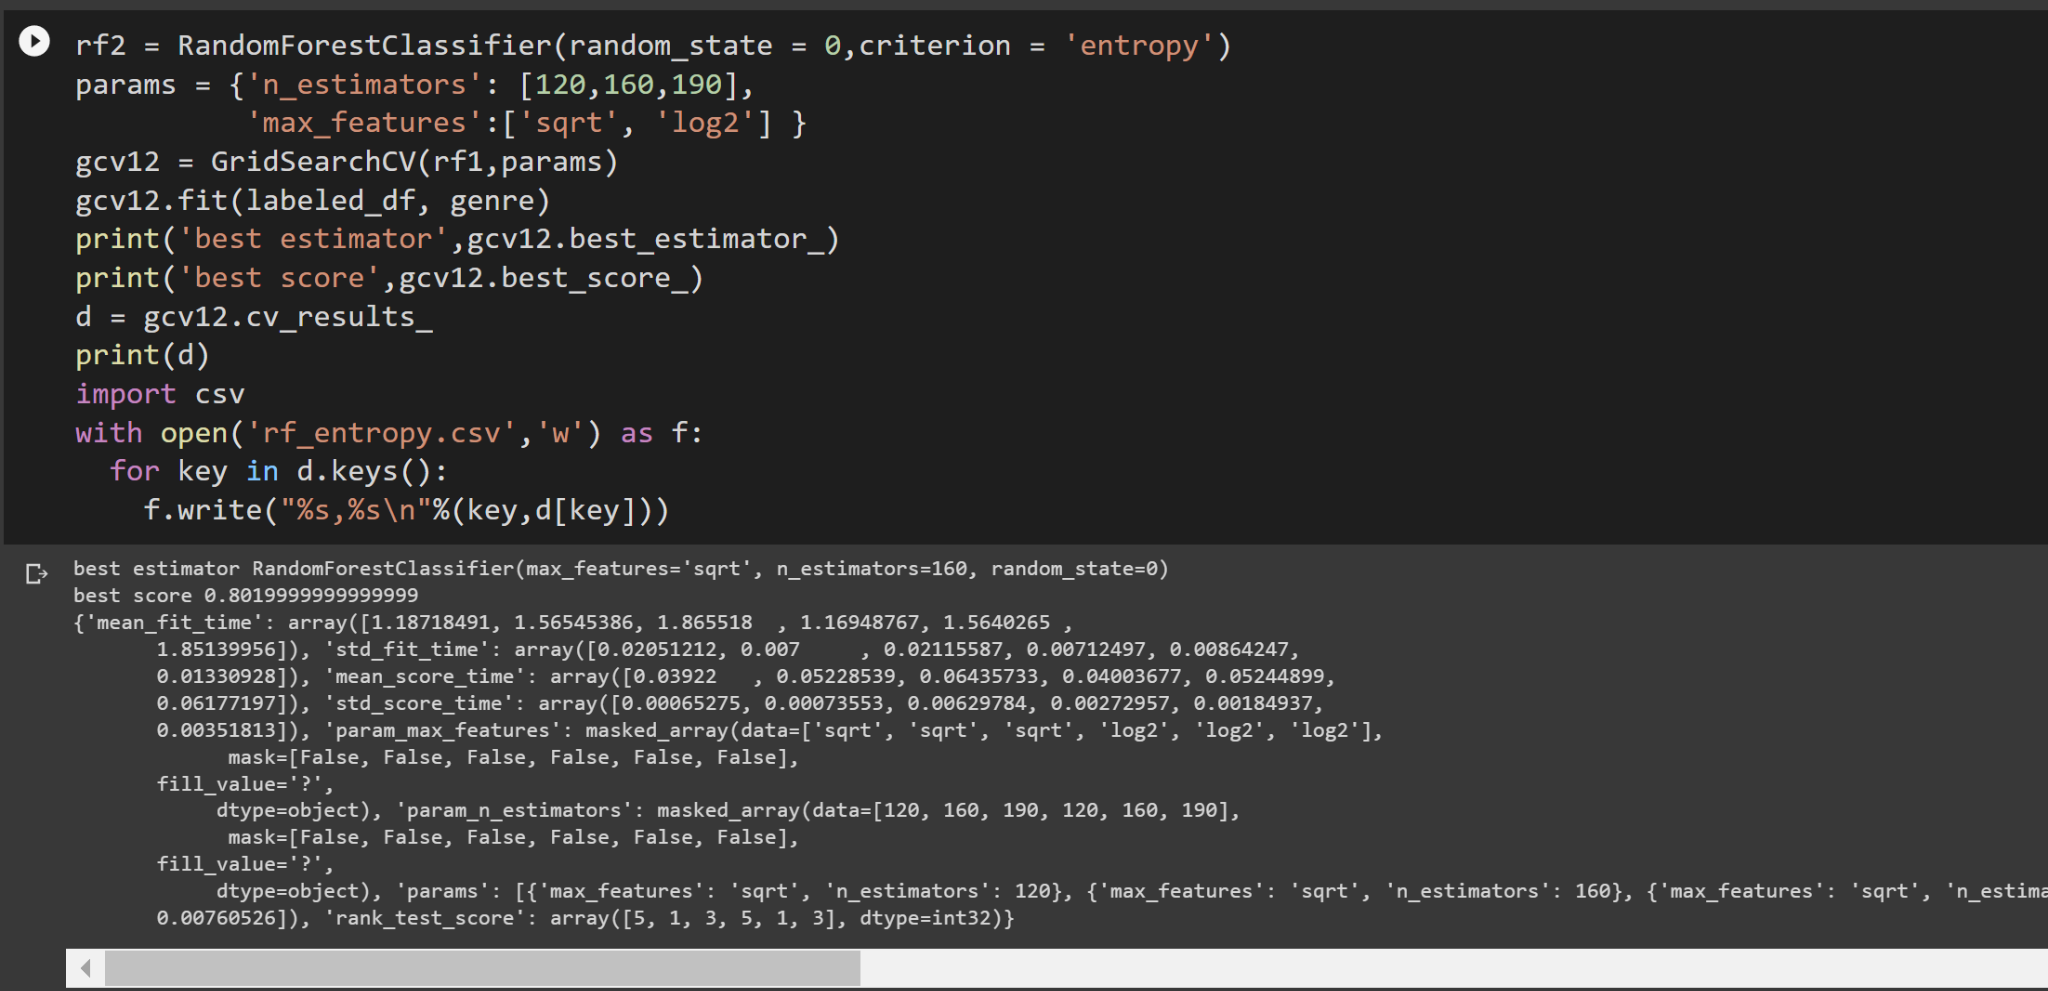 rf2 = RandomForestClassifier(random_state = 0,criterion = 'entropy')
params = {'n_estimators': [120,160,190],
          'max_features':['sqrt', 'log2'] }
gcv12 = GridSearchCV(rf1,params)
gcv12.fit(labeled_df, genre)
print('best estimator',gcv12.best_estimator_)
print('best score',gcv12.best_score_)
d = gcv12.cv_results_
print(d)
import csv
with open('rf_entropy.csv','w') as f:
  for key in d.keys():
    f.write("%s,%s\n"%(key,d[key]))
best estimator RandomForestClassifier(max_features='sqrt', n_estimators=160, random_state=0)
best score 0.8019999999999999
{'mean_fit_time': array([1.18718491, 1.56545386, 1.865518  , 1.16948767, 1.5640265 ,
       1.85139956]), 'std_fit_time': array([0.02051212, 0.007     , 0.02115587, 0.00712497, 0.00864247,
       0.01330928]), 'mean_score_time': array([0.03922   , 0.05228539, 0.06435733, 0.04003677, 0.05244899,
       0.06177197]), 'std_score_time': array([0.00065275, 0.00073553, 0.00629784, 0.00272957, 0.00184937,
       0.00351813]), 'param_max_features': masked_array(data=['sqrt', 'sqrt', 'sqrt', 'log2', 'log2', 'log2'],
             mask=[False, False, False, False, False, False],
       fill_value='?',
            dtype=object), 'param_n_estimators': masked_array(data=[120, 160, 190, 120, 160, 190],
             mask=[False, False, False, False, False, False],
       fill_value='?',
            dtype=object), 'params': [{'max_features': 'sqrt', 'n_estimators': 120}, {'max_features': 'sqrt', 'n_estimators': 160}, {'max_features': 'sqrt', 'n_estima
       0.00760526]), 'rank_test_score': array([5, 1, 3, 5, 1, 3], dtype=int32)}